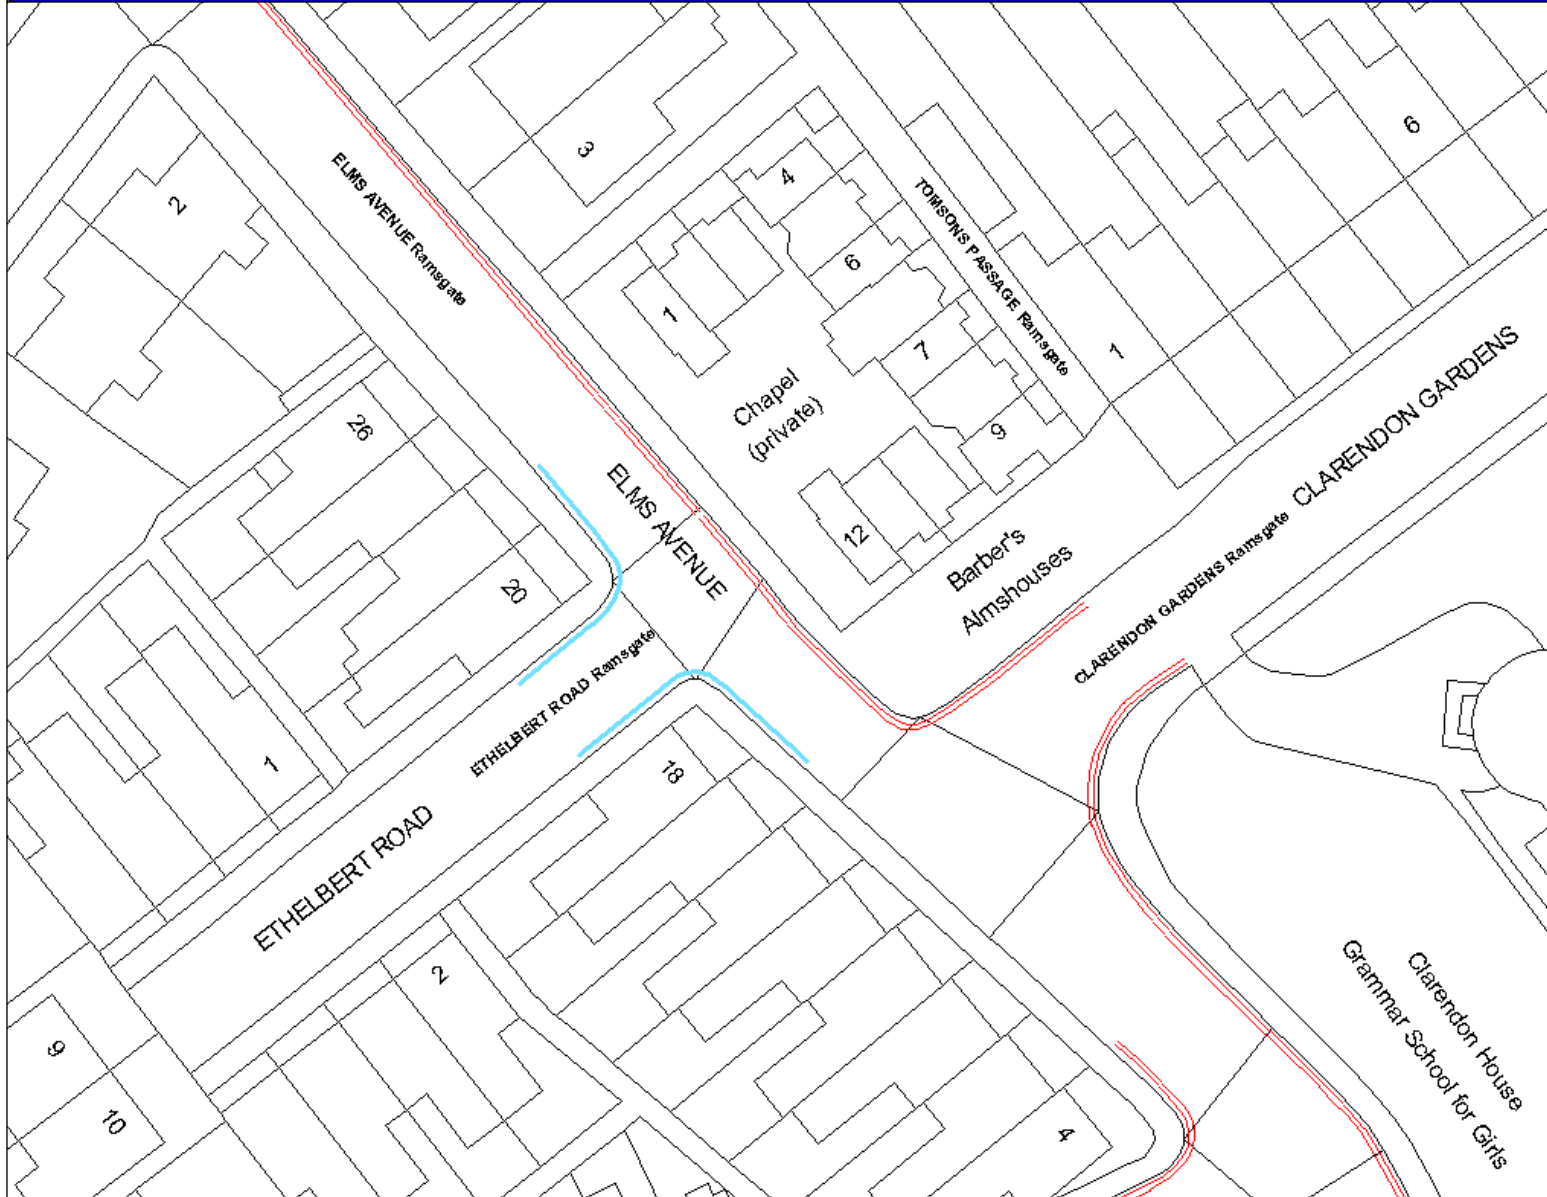 6
3
4
2
ELMS AVENUE Ramsgate
TOMSONS PASSAGE Ramsgate
6
1
7
1
Chapel
(private)
CLARENDON GARDENS
26
9
ELMS AVENUE
12
CLARENDON GARDENS Ramsgate
Barber's
Almshouses
20
ETHELBERT ROAD Ramsgate
1
18
ETHELBERT ROAD
2
Clarendon House
Grammar School for Girls
9
10
4